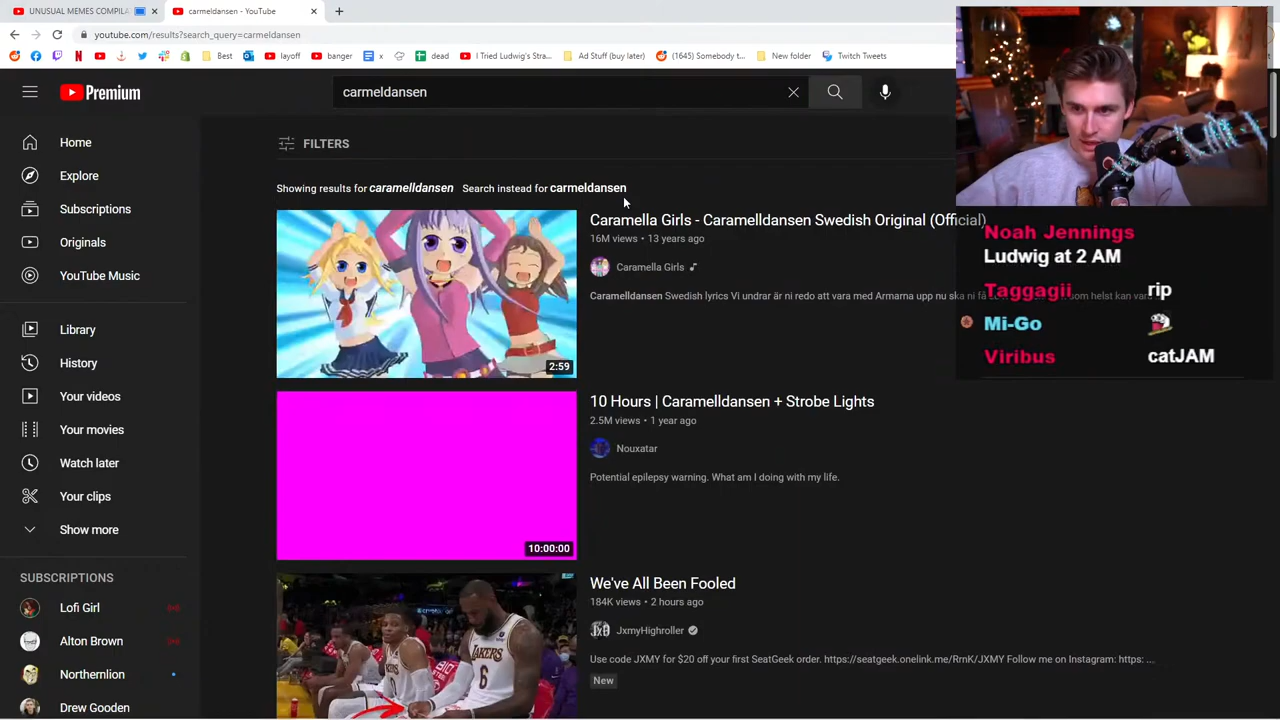 UNUSUAL MEMES COMPILA
carmeldansen - YouTube
youtube.com/results?search_query=carmeldansen
Best
layoff
banger
x
dead
I Tried Ludwig's Stra...
Ad Stuff (buy later)
(1645) Somebody t...
New folder
Twitch Tweets
Premium
carmeldansen
Home
Explore
Subscriptions
Originals
YouTube Music
Library
History
Your videos
Your movies
Watch later
Your clips
Show more
SUBSCRIPTIONS
Lofi Girl
Alton Brown
Northernlion
Drew Gooden
FILTERS
Showing results for caramelldansen Search instead for carmeldansen
2:59
Caramella Girls - Caramelldansen Swedish Original (Official)
16M views • 13 years ago
Caramella Girls
Caramelldansen Swedish lyrics Vi undrar är ni redo att vara med Armarna upp nu ska ni få som helst kan vara
10:00:00
10 Hours | Caramelldansen + Strobe Lights
2.5M views • 1 year ago
Nouxatar
Potential epilepsy warning. What am I doing with my life.
LAKERS
6
We've All Been Fooled
184K views • 2 hours ago
JxmyHighroller
Use code JXMY for $20 off your first SeatGeek order. https://seatgeek.onelink.me/RrnK/JXMY Follow me on Instagram: https: ...
New
Noah Jennings
Ludwig at 2 AM
Taggagii rip
Mi-Go
Viribus catJAM